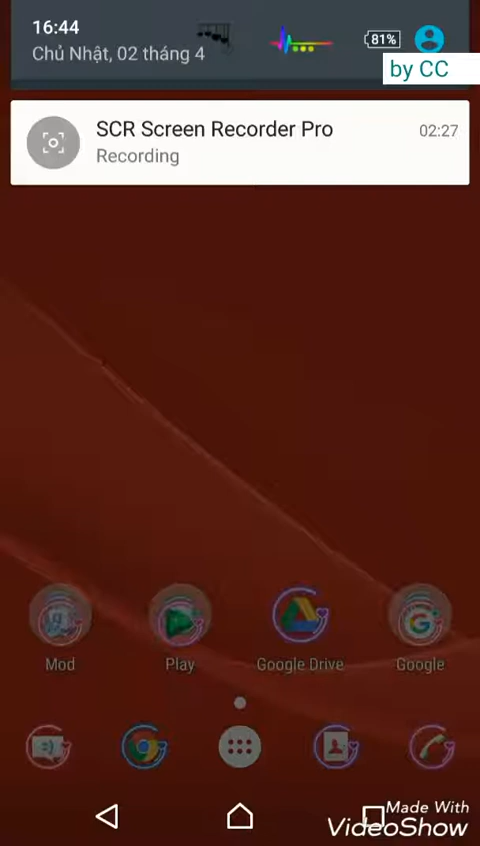 16:44
Chủ Nhật, 02 tháng 4
81%
by CC
SCR Screen Recorder Pro
02:27
Recording
Mod
Play
Google Drive
Google
Made With
VideoShow